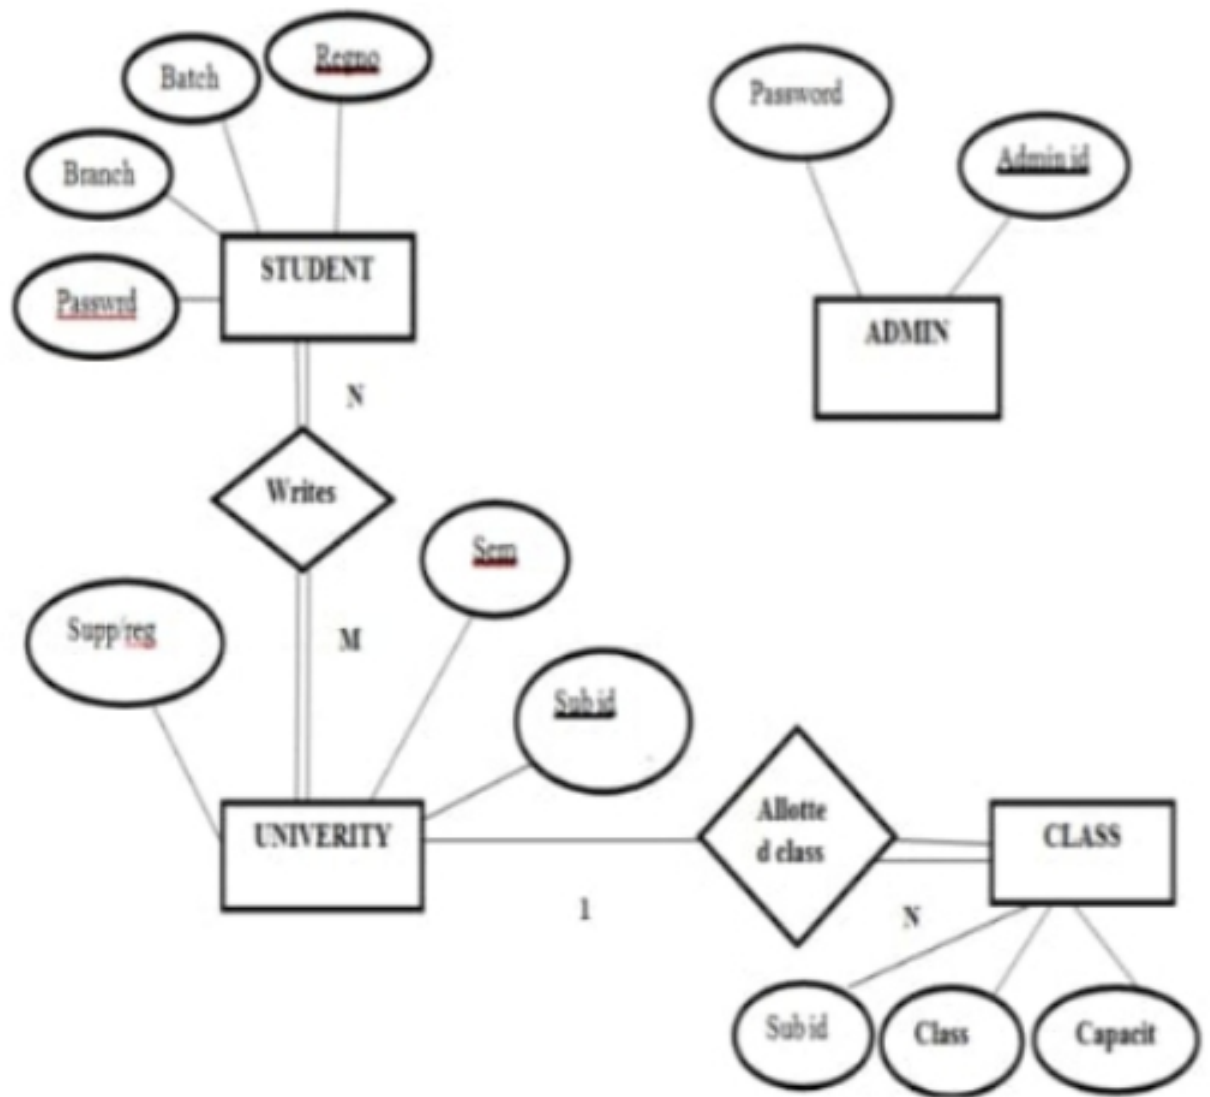 Regno
Batch
Password
Admin id
Branch
STUDENT
Passwrd
ADMIN
N
Writes
Sem
Supp/reg
M
Sub id
Allotte
d class
UNIVERITY
CLASS
1
N
Sub id
Class
Capacit